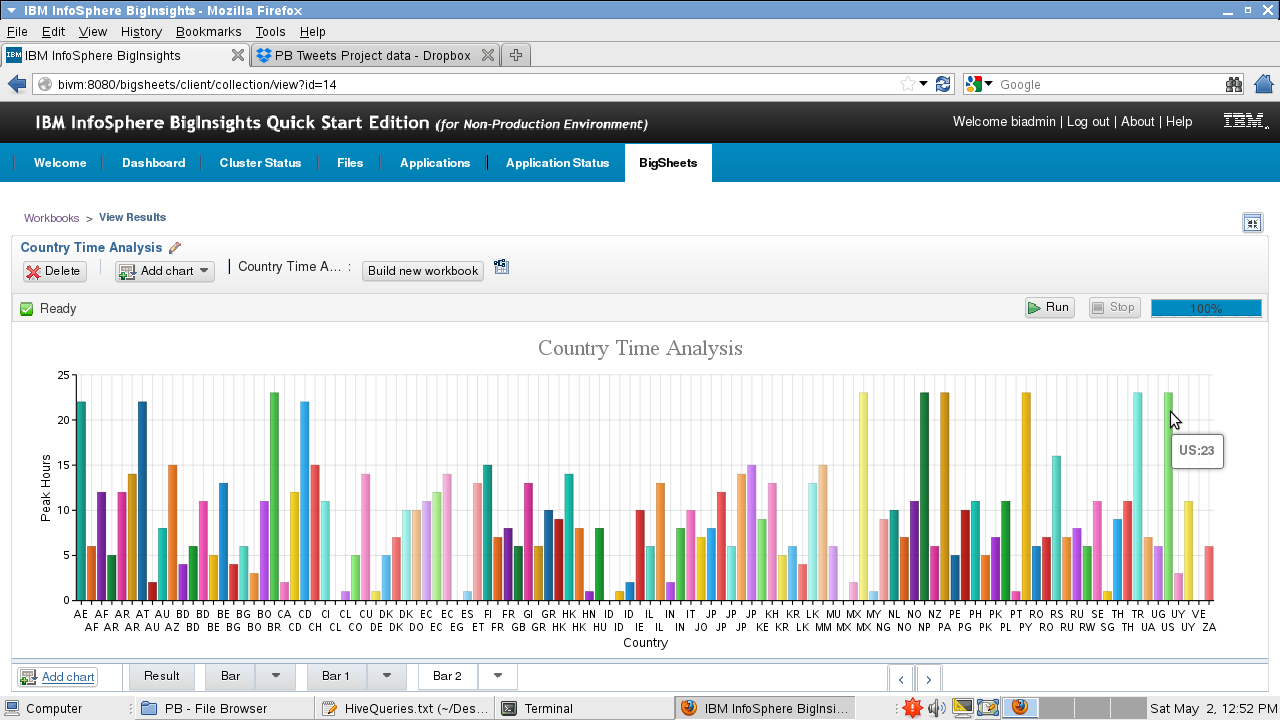 IBM InfoSphere BigInsights - Mozilla Firefox
File Edit View History Bookmarks Tools Help
IBM IBM InfoSphere BigInsights PB Tweets Project data - Dropbox
bivm:8080/bigsheets/client/collection/view?id=14 Google
IBM InfoSphere BigInsights Quick Start Edition (for Non-Production Environment) Welcome biadmin | Log out | About | Help IBM
Welcome Dashboard Cluster Status Files Applications Application Status BigSheets
Workbooks > View Results
Country Time Analysis
Delete Add chart Country Time A... : Build new workbook
Ready Run Stop 100%
Country Time Analysis
25
20
15
10
5
0
Peak Hours
US:23
AE AF AR AT AU BD BD BE BG BO CA CD CI CL CU DK DK EC EC ES FI FR GI GR HK HN ID ID IL IN IT JP JP JP KH KR LK LK MU MX MY NL NO NZ PE PH PK PT RO RS RU SE TH TR UG UY VE
AF AR AR AU AZ BD BE BG BO BR CD CH CL CO DE DK DO EC EG ET FR GB GR HK HK HU ID IE IL IN JO JP JP KE KR LK MM MX MX NG NO NP PA PG PK PL PY RO RU RW SG TH UA US UY ZA
Country
Add chart Result Bar Bar 1 Bar 2 < >
Computer PB - File Browser HiveQueries.txt (~/Des... Terminal IBM InfoSphere BigInsi... Sat May 2, 12:52 PM